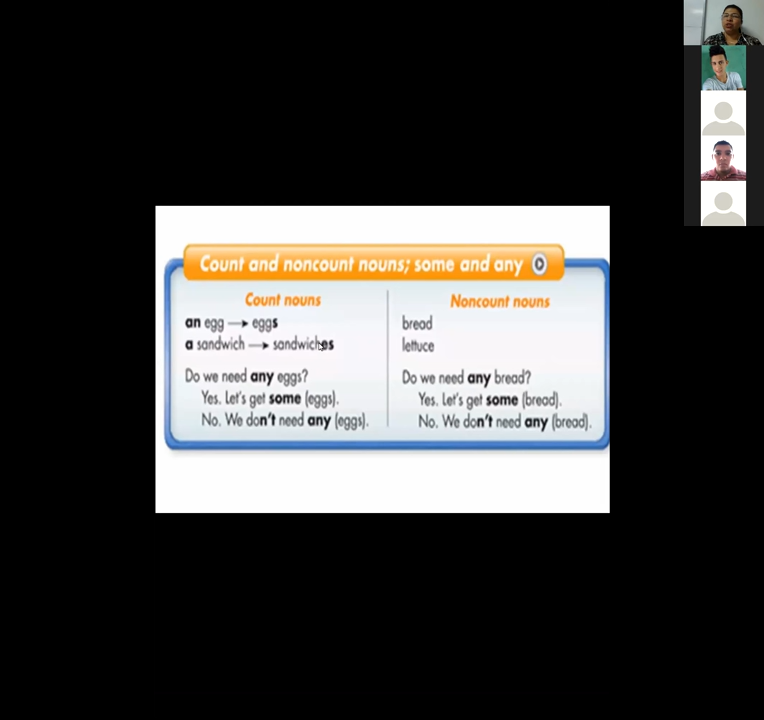 Count and noncount nouns; some and any
Count nouns
an egg → eggs
a sandwich → sandwiches
Do we need any eggs?
Yes. Let's get some (eggs).
No. We don't need any (eggs).
Noncount nouns
bread
lettuce
Do we need any bread?
Yes. Let's get some (bread).
No. We don't need any (bread).